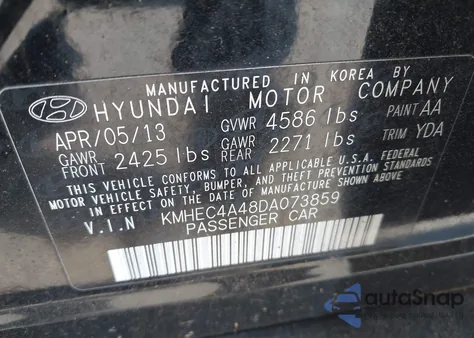 MANUFACTURED IN KOREA BY
HYUNDAI MOTOR COMPANY
APR/05/13 GVWR 4586 lbs PAINT AA
GAWR FRONT 2425 lbs GAWR REAR 2271 lbs TRIM YDA
THIS VEHICLE CONFORMS TO ALL APPLICABLE U.S.A. FEDERAL
MOTOR VEHICLE SAFETY, BUMPER, AND THEFT PREVENTION STANDARDS
IN EFFECT ON THE DATE OF MANUFACTURE SHOWN ABOVE.
V.I.N KMHEC4A48DA073859
PASSENGER CAR
autoSnap